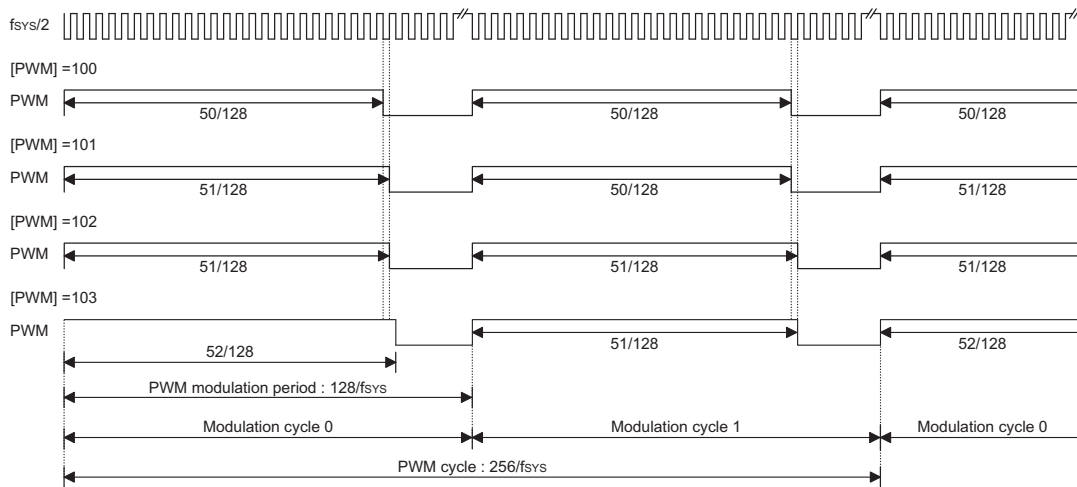 fSYS/2
[PWM] =100
PWM
50/128
50/128
50/128
[PWM] =101
PWM
51/128
50/128
51/128
[PWM] =102
PWM
51/128
51/128
51/128
[PWM] =103
PWM
52/128
51/128
52/128
PWM modulation period : 128/fSYS
Modulation cycle 0
Modulation cycle 1
Modulation cycle 0
PWM cycle : 256/fSYS